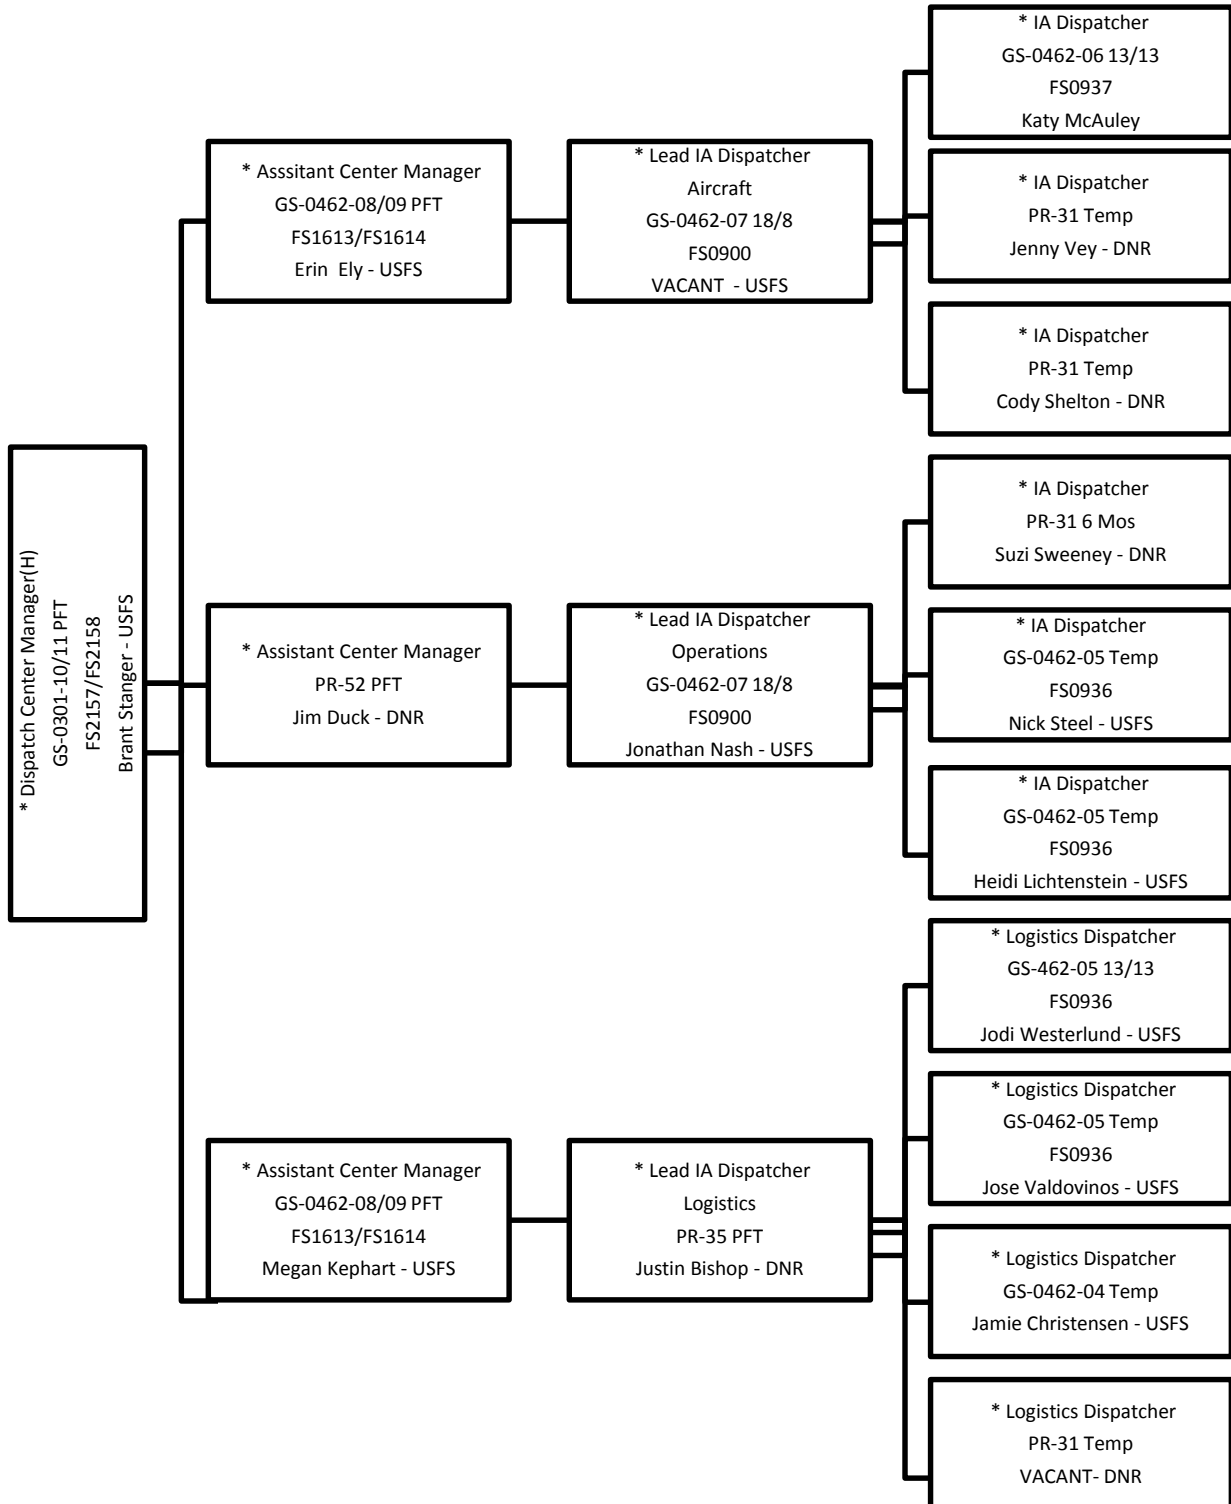 * Dispatch Center Manager(H)
GS-0301-10/11 PFT
FS2157/FS2158
Brant Stanger - USFS
* Asssitant Center Manager
GS-0462-08/09 PFT
FS1613/FS1614
Erin Ely - USFS
* Lead IA Dispatcher
Aircraft
GS-0462-07 18/8
FS0900
VACANT - USFS
* IA Dispatcher
GS-0462-06 13/13
FS0937
Katy McAuley
* IA Dispatcher
PR-31 Temp
Jenny Vey - DNR
* IA Dispatcher
PR-31 Temp
Cody Shelton - DNR
* Assistant Center Manager
PR-52 PFT
Jim Duck - DNR
* Lead IA Dispatcher
Operations
GS-0462-07 18/8
FS0900
Jonathan Nash - USFS
* IA Dispatcher
PR-31 6 Mos
Suzi Sweeney - DNR
* IA Dispatcher
GS-0462-05 Temp
FS0936
Nick Steel - USFS
* IA Dispatcher
GS-0462-05 Temp
FS0936
Heidi Lichtenstein - USFS
* Assistant Center Manager
GS-0462-08/09 PFT
FS1613/FS1614
Megan Kephart - USFS
* Lead IA Dispatcher
Logistics
PR-35 PFT
Justin Bishop - DNR
* Logistics Dispatcher
GS-462-05 13/13
FS0936
Jodi Westerlund - USFS
* Logistics Dispatcher
GS-0462-05 Temp
FS0936
Jose Valdovinos - USFS
* Logistics Dispatcher
GS-0462-04 Temp
Jamie Christensen - USFS
* Logistics Dispatcher
PR-31 Temp
VACANT- DNR